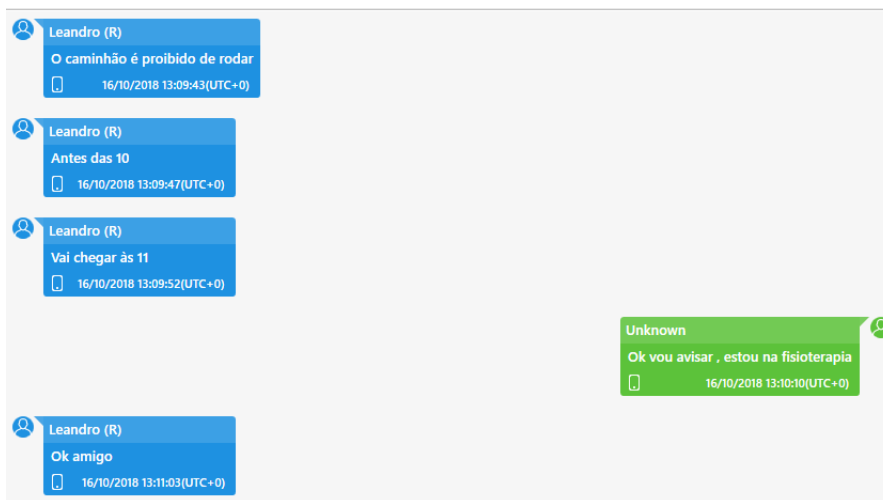 Leandro (R)
O caminhão é proibido de rodar
16/10/2018 13:09:43(UTC+0)
Leandro (R)
Antes das 10
16/10/2018 13:09:47(UTC+0)
Leandro (R)
Vai chegar às 11
16/10/2018 13:09:52(UTC+0)
Unknown
Ok vou avisar , estou na fisioterapia
16/10/2018 13:10:10(UTC+0)
Leandro (R)
Ok amigo
16/10/2018 13:11:03(UTC+0)